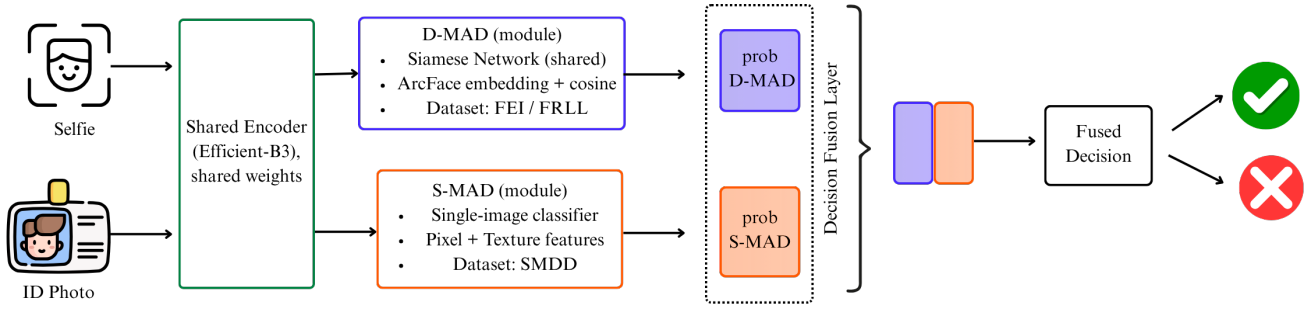 Selfie
ID Photo
Shared Encoder
(Efficient-B3),
shared weights
D-MAD (module)
• Siamese Network (shared)
• ArcFace embedding + cosine
• Dataset: FEI / FRLL
S-MAD (module)
• Single-image classifier
• Pixel + Texture features
• Dataset: SMDD
prob
D-MAD
prob
S-MAD
Decision Fusion Layer
Fused
Decision